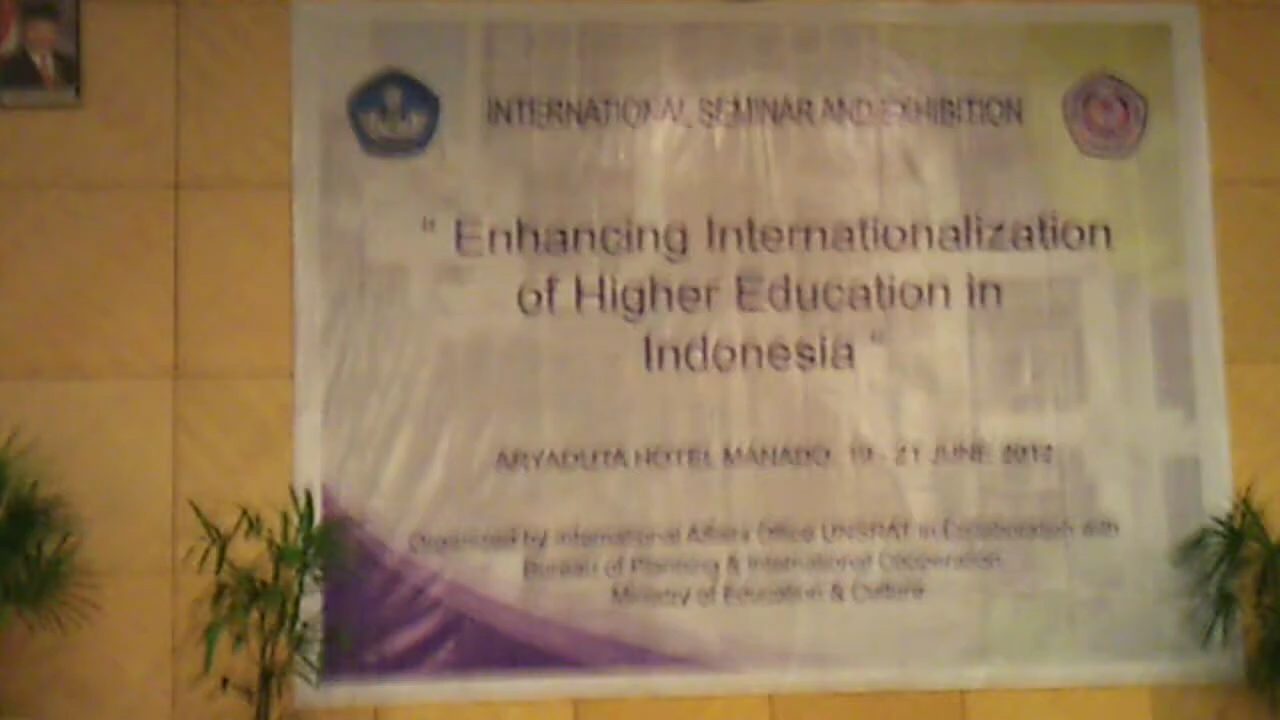 INTERNATIONAL SEMINAR AND EXHIBITION
" Enhancing Internationalization
of Higher Education in
Indonesia "
ARYADUTA HOTEL MANADO, 19 - 21 JUNE 2012
Organized by International Affairs Office UNSRAT in Collaboration with
Bureau of Planning & International Cooperation
Ministry of Education & Culture